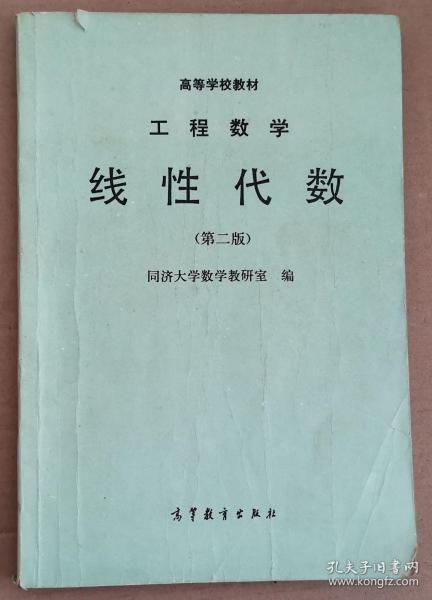 高等学校教材
工程数学
线性代数
(第二版)
同济大学数学教研室 编
高等教育出版社
孔夫子旧书网
book.kongfz.com